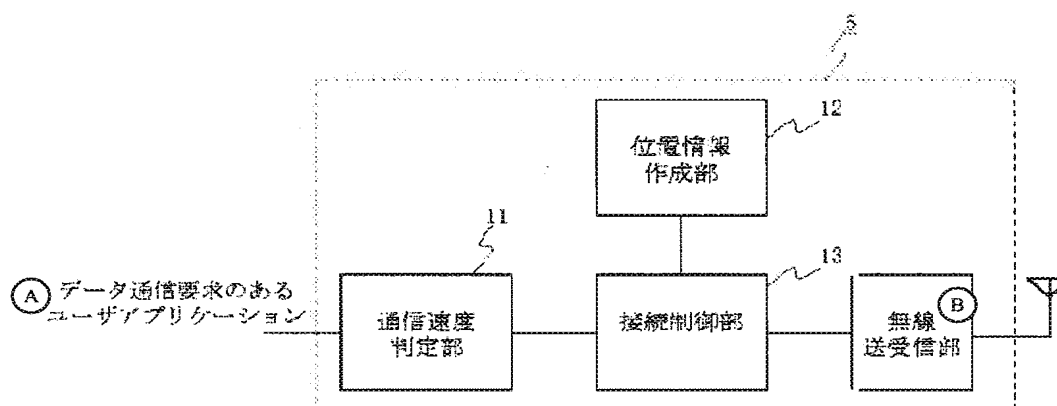 5
12
位置情報
作成部
11
13
A データ通信要求のある
ユーザアプリケーション
通信速度
判定部
接続制御部
無線
送受信部
B